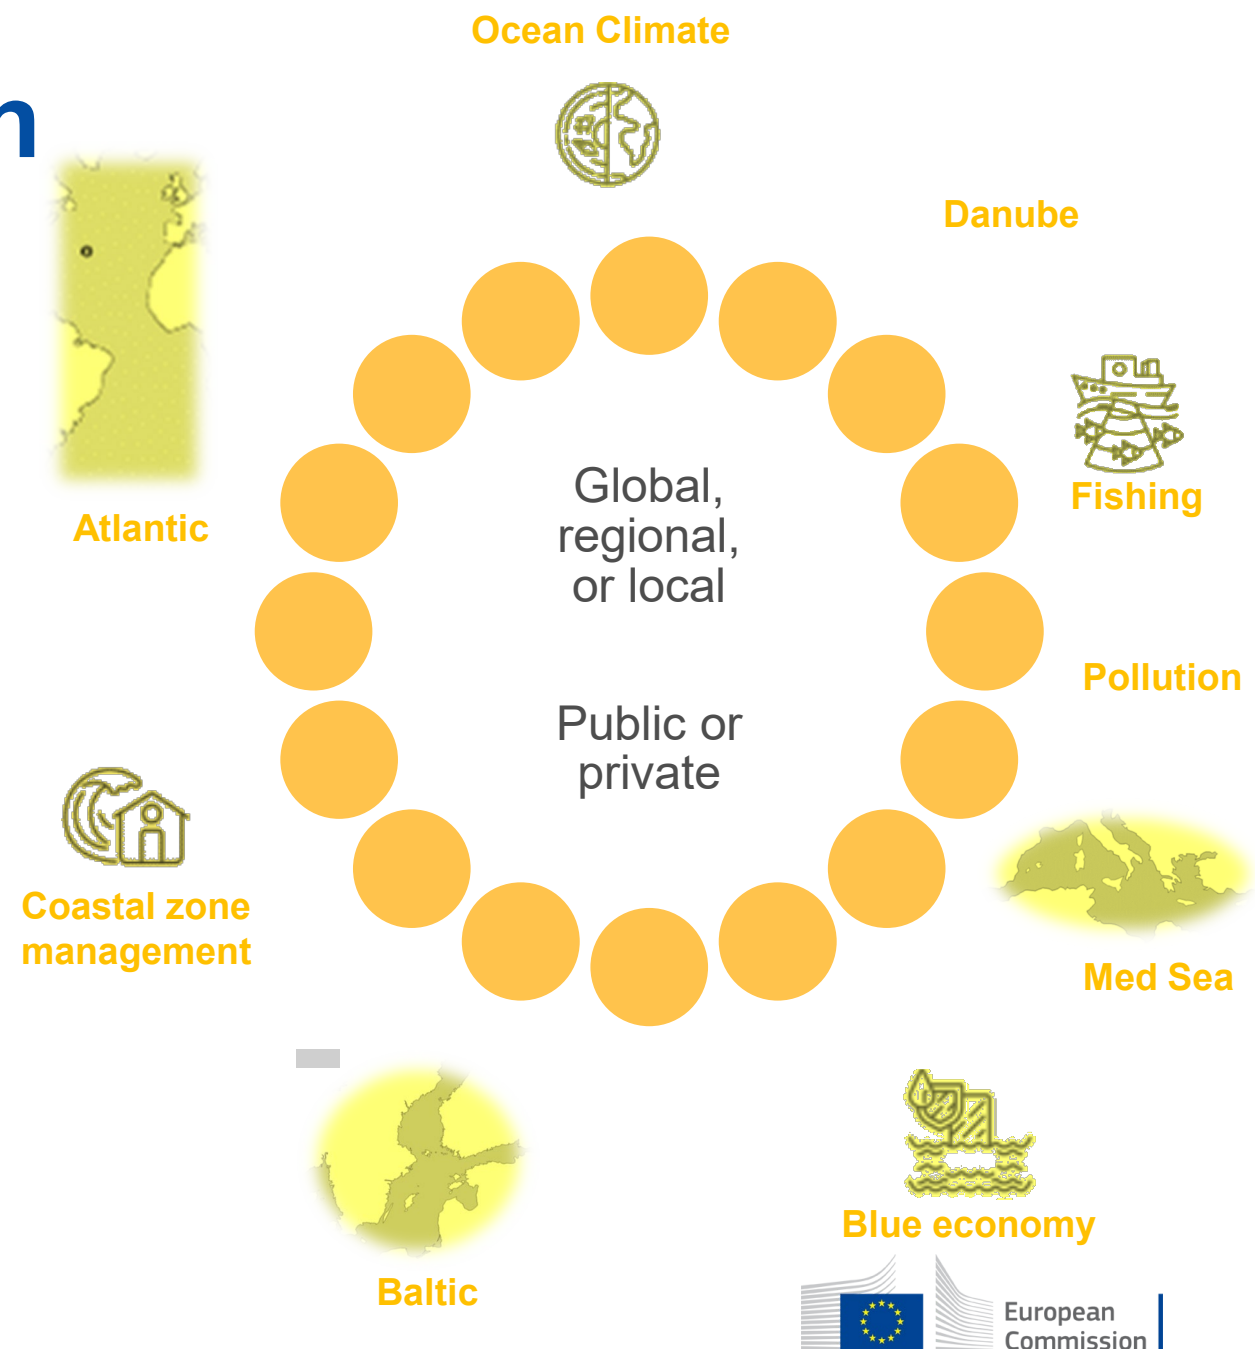 Ocean Climate
n
Danube
Global,
regional,
or local
Fishing
Atlantic
Pollution
Public or
private
Coastal zone
management
Med Sea
Blue economy
Baltic
European
Commission